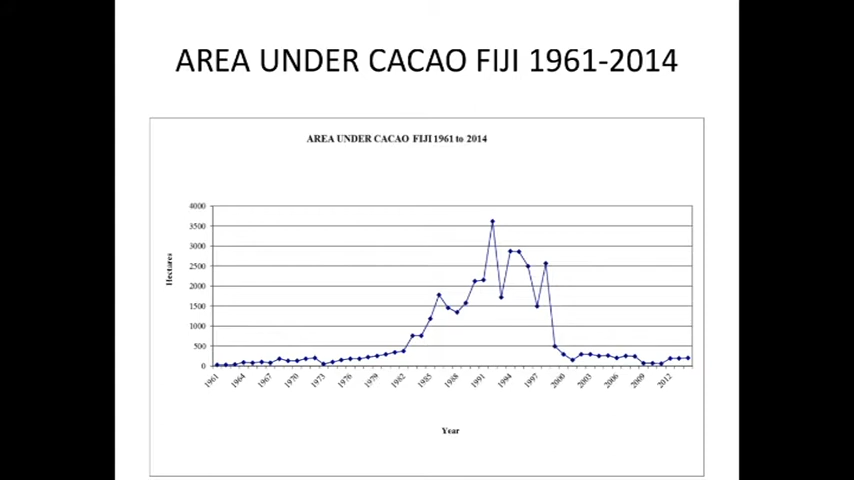 AREA UNDER CACAO FIJI 1961-2014
AREA UNDER CACAO FIJI 1961 to 2014
4000
3500
3000
2500
2000
1500
1000
500
0
Hectares
1961 1964 1967 1970 1973 1976 1979 1982 1985 1988 1991 1994 1997 2000 2003 2006 2009 2012
Year